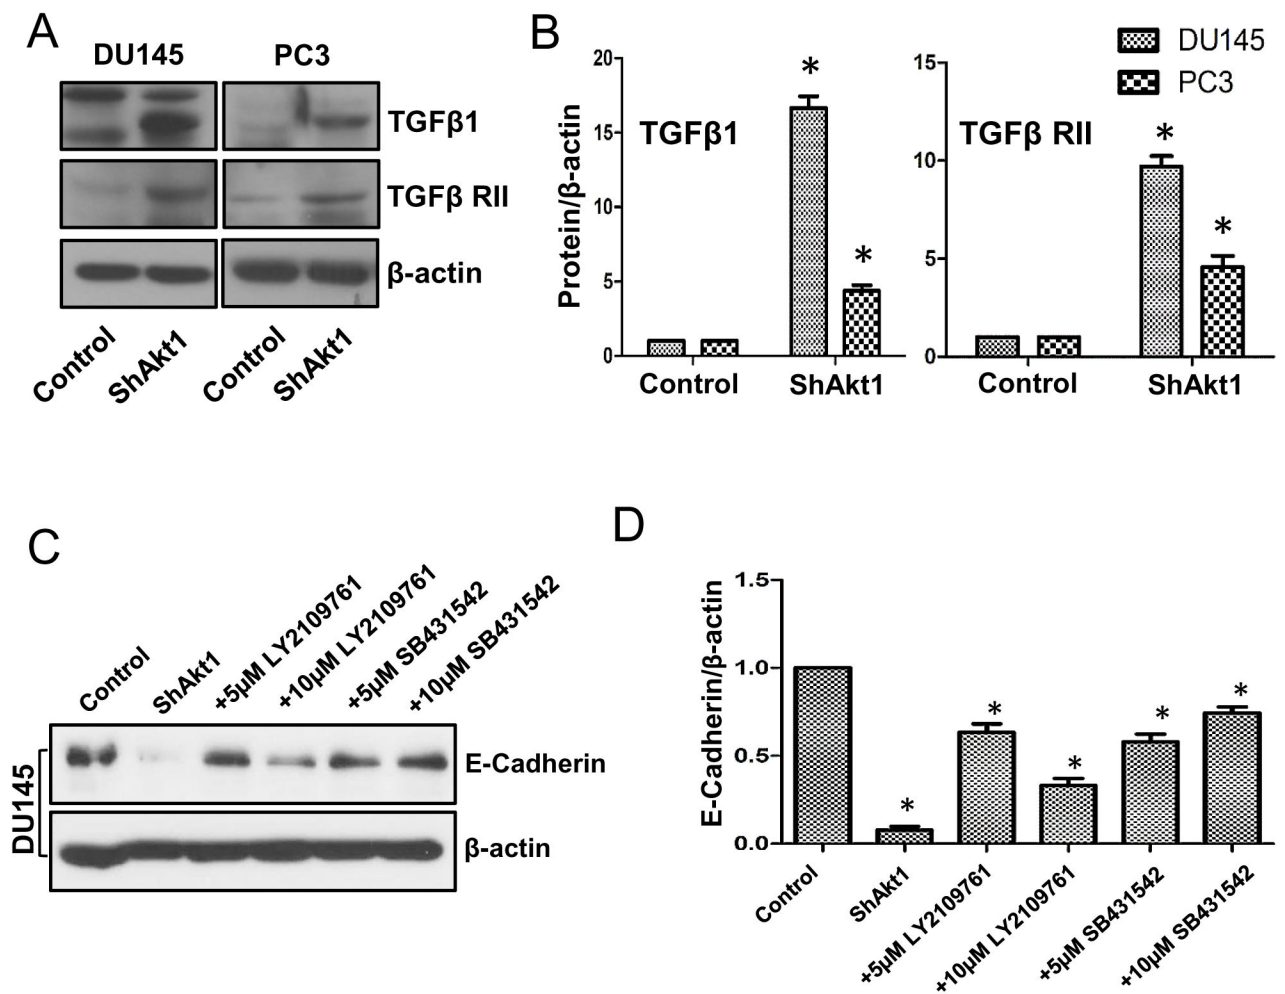 A
DU145
PC3
TGFβ1
TGFβ RII
β-actin
Control
ShAkt1
Control
ShAkt1
B
DU145
PC3
Protein/β-actin
20
15
10
5
0
TGFβ1
Control
ShAkt1
15
10
5
0
TGFβ RII
Control
ShAkt1
*
*
*
*
C
Control
ShAkt1
+5µM LY2109761
+10µM LY2109761
+5µM SB431542
+10µM SB431542
DU145
E-Cadherin
β-actin
D
E-Cadherin/β-actin
1.5
1.0
0.5
0.0
*
*
*
*
*
Control
ShAkt1
+5µM LY2109761
+10µM LY2109761
+5µM SB431542
+10µM SB431542